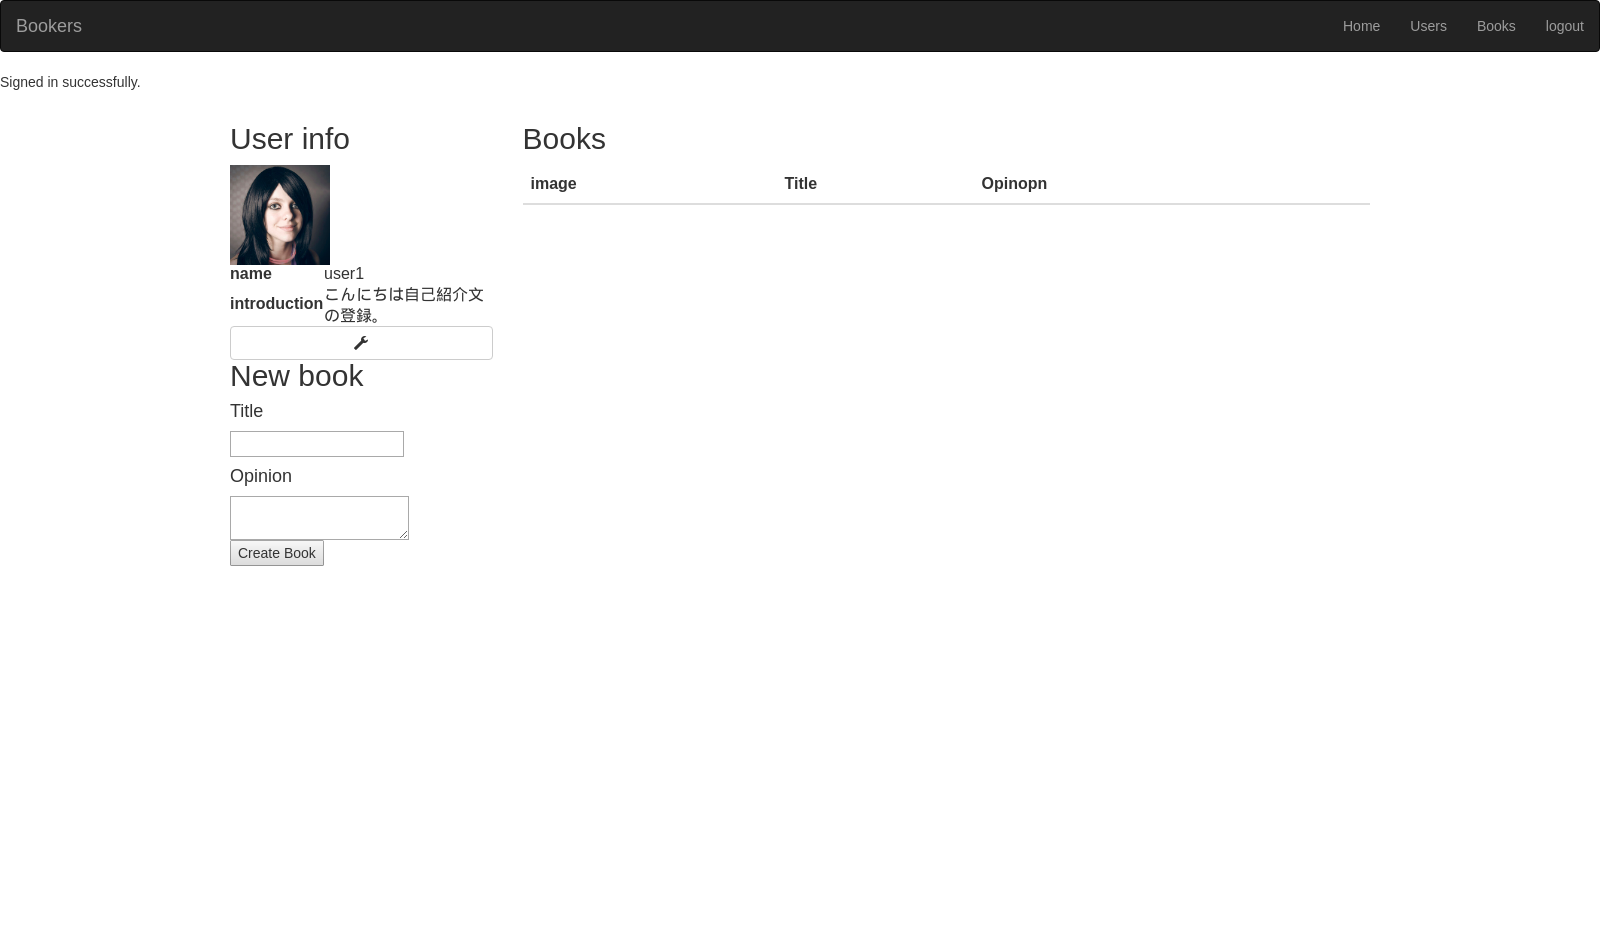 Bookers
Home Users Books logout
Signed in successfully.
User info
name user1
introduction こんにちは自己紹介文
の登録。
New book
Title
Opinion
Create Book
Books
image Title Opinopn